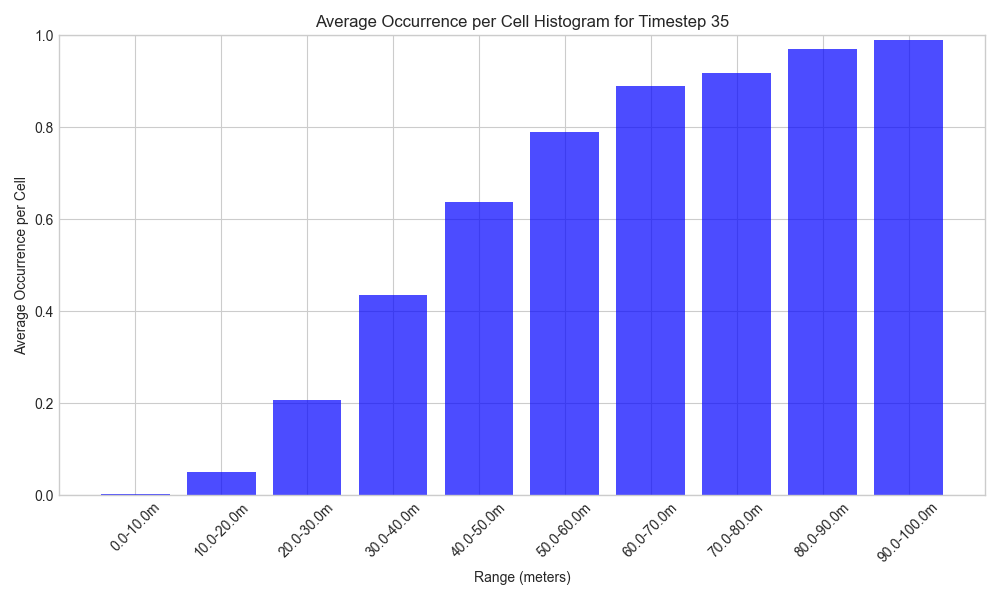 Average Occurrence per Cell Histogram for Timestep 35
1.0
0.8
0.6
0.4
0.2
0.0
Average Occurrence per Cell
0.0-10.0m
10.0-20.0m
20.0-30.0m
30.0-40.0m
40.0-50.0m
50.0-60.0m
60.0-70.0m
70.0-80.0m
80.0-90.0m
90.0-100.0m
Range (meters)